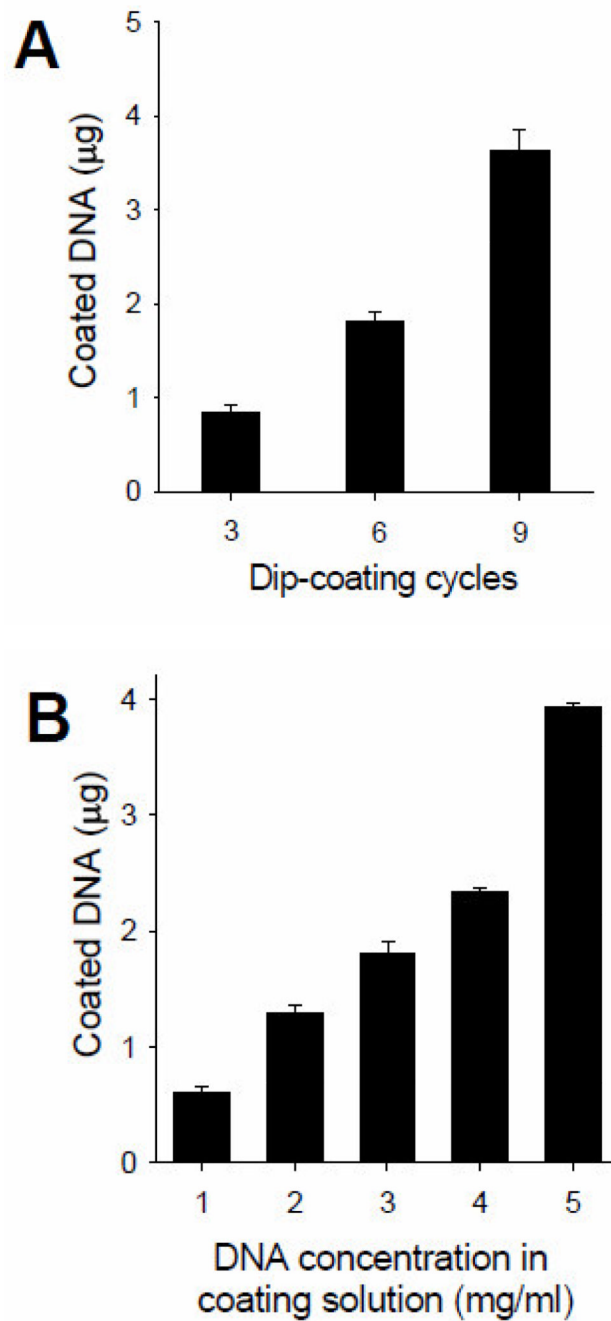 A
Coated DNA (μg)
5
4
3
2
1
0
3 6 9
Dip-coating cycles
B
Coated DNA (μg)
4
3
2
1
0
1 2 3 4 5
DNA concentration in
coating solution (mg/ml)